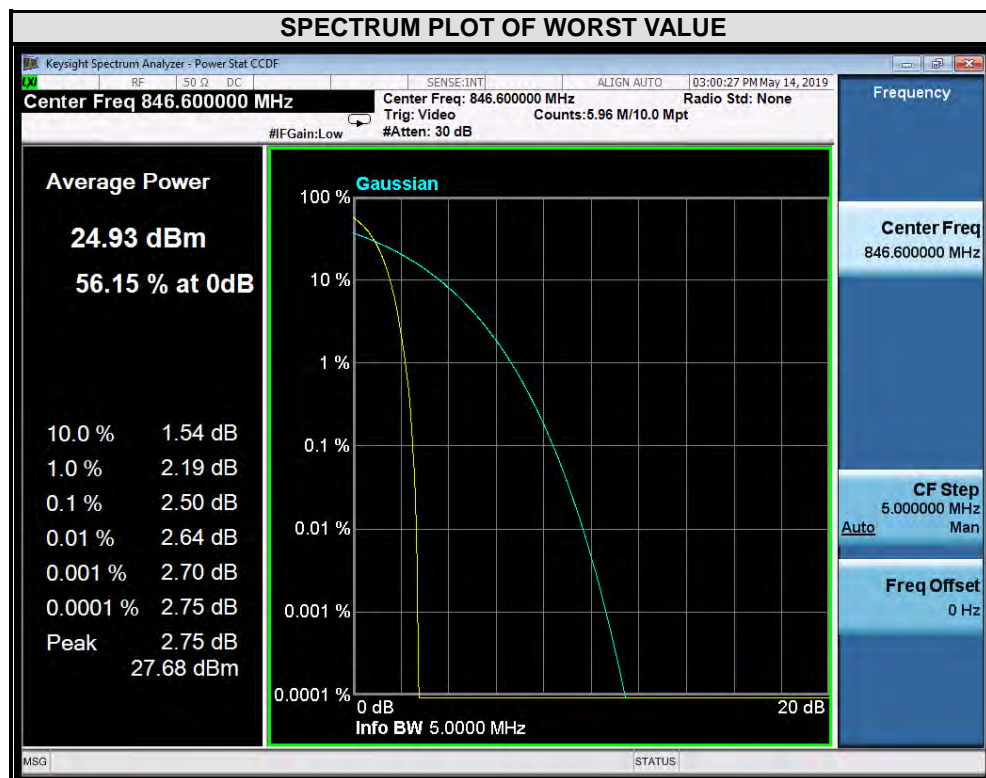 SPECTRUM PLOT OF WORST VALUE
Keysight Spectrum Analyzer - Power Stat CCDF
LXI RF 50 Ω DC SENSE:INT ALIGN AUTO 03:00:27 PM May 14, 2019
Center Freq 846.600000 MHz
Center Freq: 846.600000 MHz Radio Std: None
Trig: Video Counts:5.96 M/10.0 Mpt
#IFGain:Low #Atten: 30 dB
Average Power
24.93 dBm
56.15 % at 0dB
10.0 % 1.54 dB
1.0 % 2.19 dB
0.1 % 2.50 dB
0.01 % 2.64 dB
0.001 % 2.70 dB
0.0001 % 2.75 dB
Peak 2.75 dB
27.68 dBm
Gaussian
100 %
10 %
1 %
0.1 %
0.01 %
0.001 %
0.0001 %
0 dB 20 dB
Info BW 5.0000 MHz
Frequency
Center Freq
846.600000 MHz
CF Step
5.000000 MHz
Auto Man
Freq Offset
0 Hz
MSG STATUS